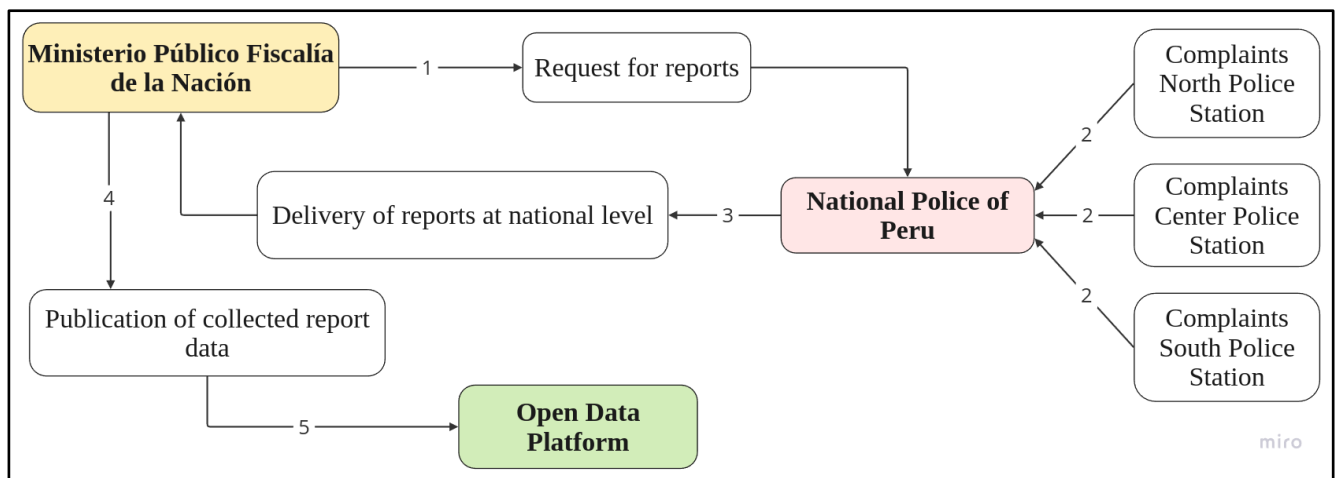 Ministerio Público Fiscalía
de la Nación
1
Request for reports
Complaints
North Police
Station
2
4
Delivery of reports at national level
3
National Police of
Peru
2
Complaints
Center Police
Station
2
Publication of collected report
data
Complaints
South Police
Station
5
Open Data
Platform
miro